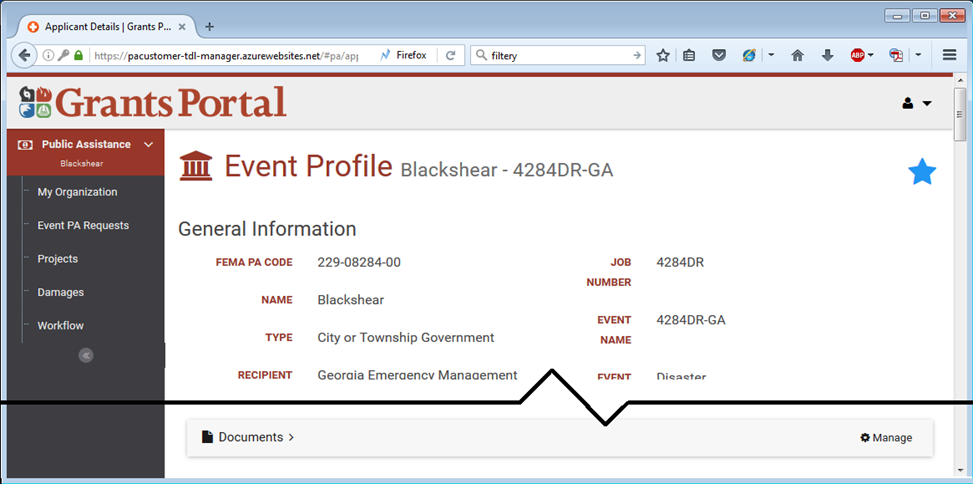 Applicant Details | Grants P...
https://pacustomer-tdl-manager.azurewebsites.net/#pa/app
Firefox
filtery
ABP
Grants Portal
Public Assistance
Blackshear
My Organization
Event PA Requests
Projects
Damages
Workflow
Event Profile Blackshear - 4284DR-GA
General Information
FEMA PA CODE 229-08284-00
JOB NUMBER 4284DR
NAME Blackshear
EVENT NAME 4284DR-GA
TYPE City or Township Government
RECIPIENT Georgia Emergency Management
EVENT Disaster
Documents
Manage